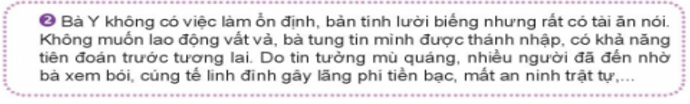 2 Bà Y không có việc làm ổn định, bản tính lười biếng nhưng rất có tài ăn nói.
Không muốn lao động vất vả, bà tung tin mình được thánh nhập, có khả năng
tiên đoán trước tương lai. Do tin tưởng mù quáng, nhiều người đã đến nhờ
bà xem bói, cúng tế linh đình gây lãng phí tiền bạc, mất an ninh trật tự,...